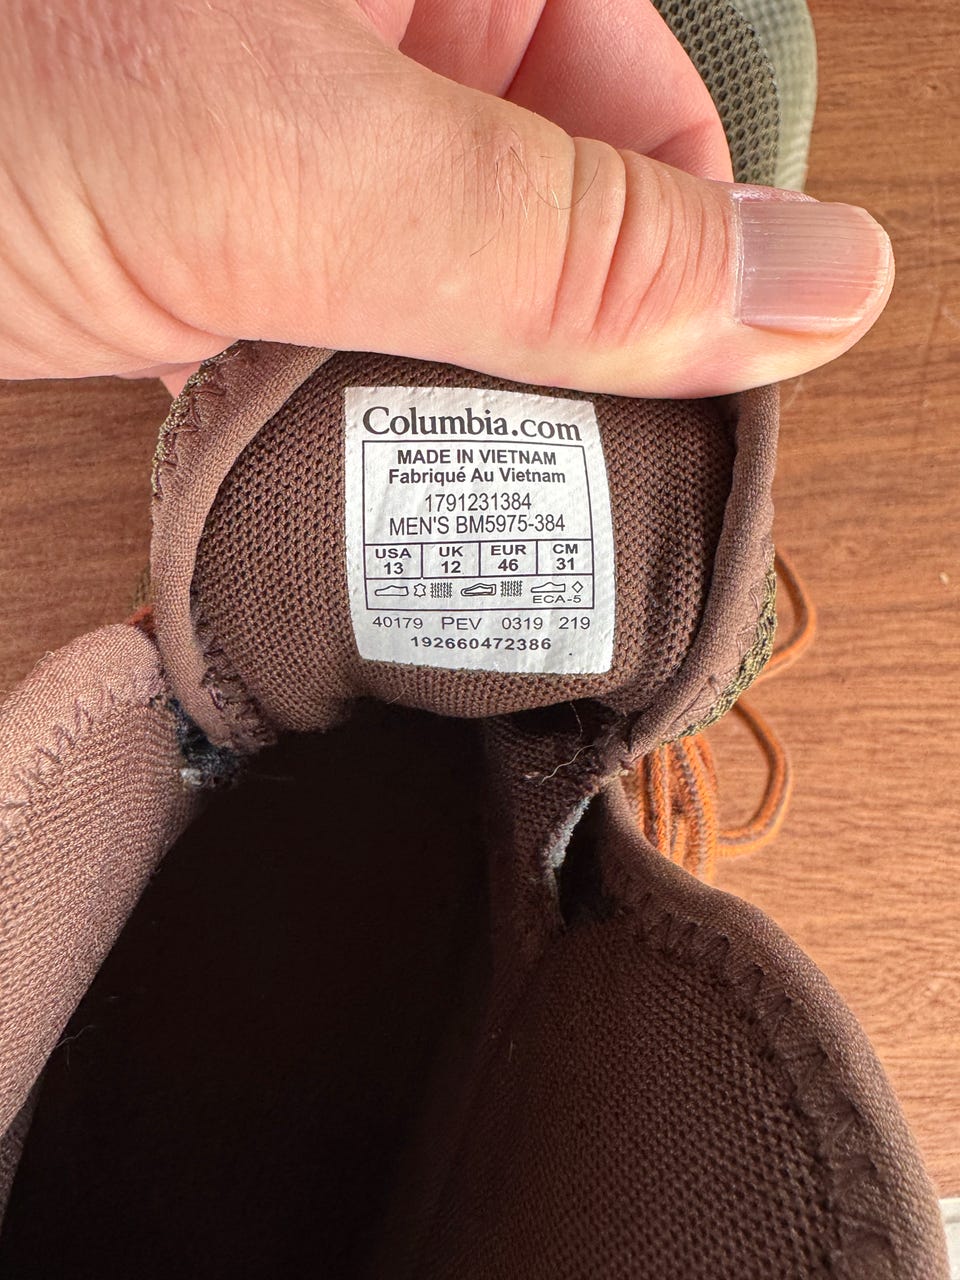 Columbia.com
MADE IN VIETNAM
Fabriqué Au Vietnam
1791231384
MEN'S BM5975-384
USA UK EUR CM
13 12 46 31
ECA-5
40179 PEV 0319 219
192660472386